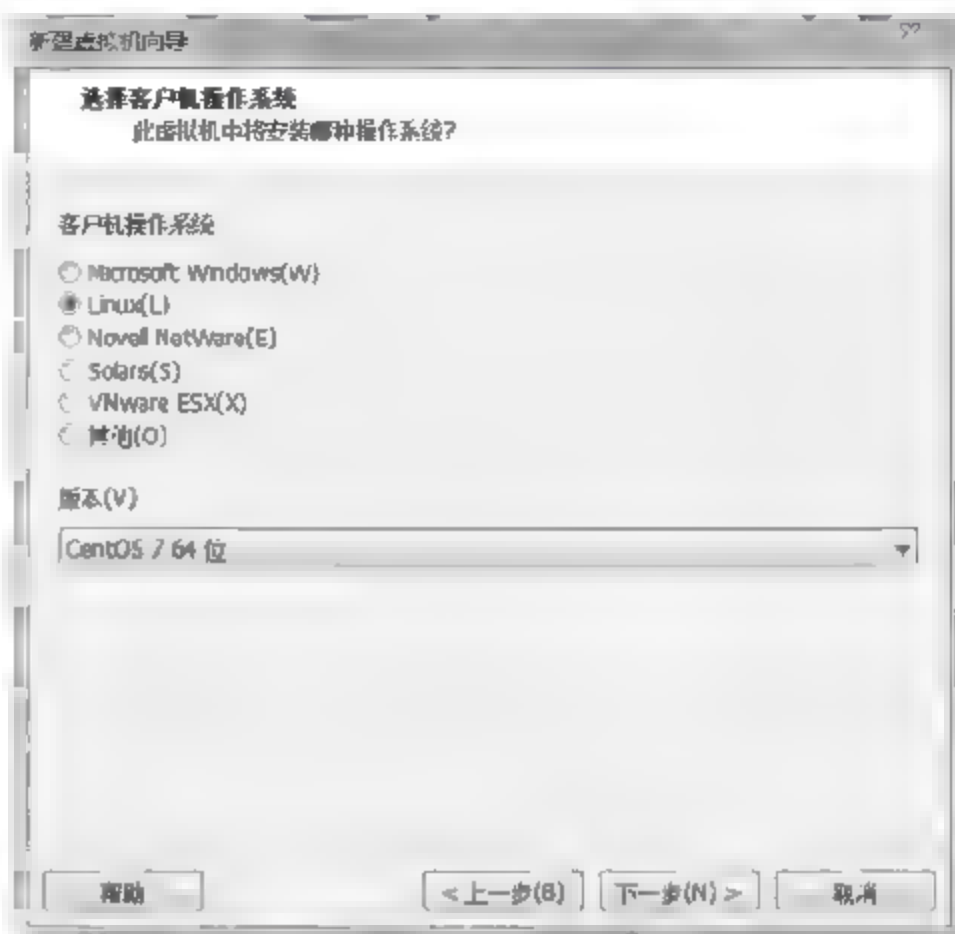 新建虚拟机向导
选择客户机操作系统
此虚拟机中将安装哪种操作系统?
客户机操作系统
Microsoft Windows(W)
Linux(L)
Novell NetWare(E)
Solaris(S)
VMware ESX(X)
其他(O)
版本(V)
CentOS 7 64 位
帮助
< 上一步(B)
下一步(N) >
取消